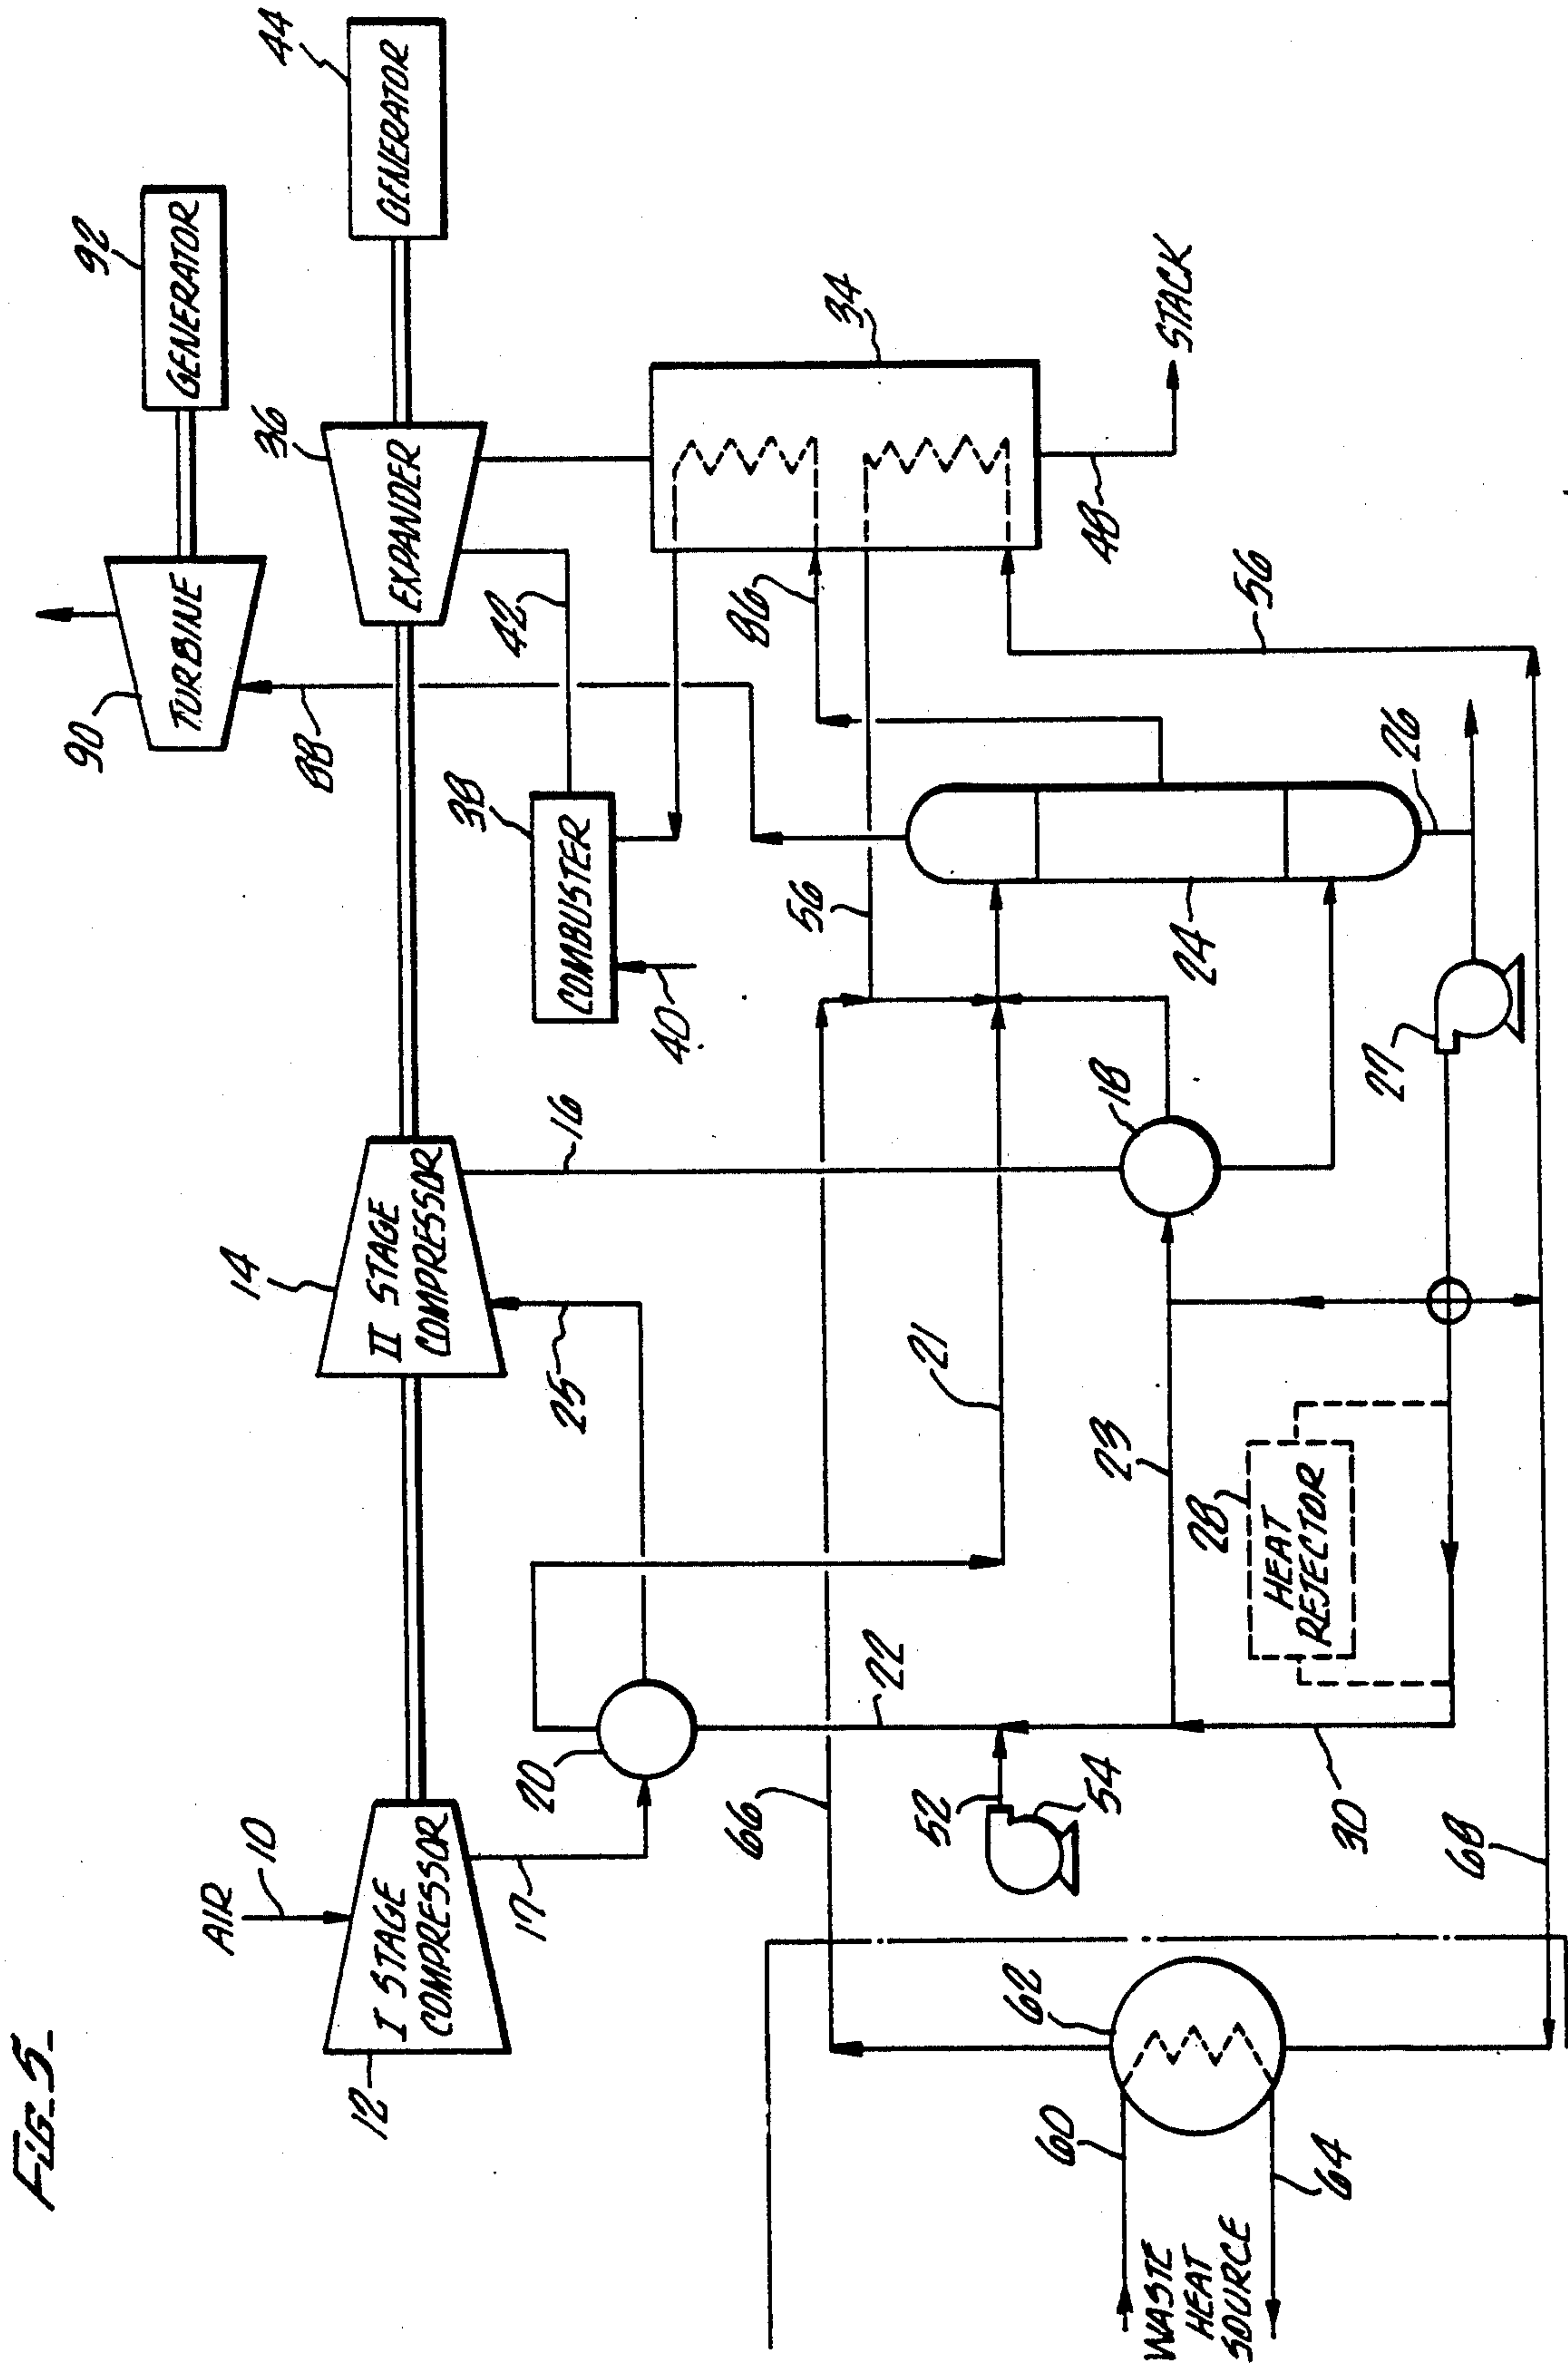 FIG. 5.
AIR
10
12
I STAGE
COMPRESSOR
17
20
25
14
II STAGE
COMPRESSOR
16
90
TURBINE
88
92
GENERATOR
36
EXPANDER
44
GENERATOR
42
38
COMBUSTER
40
34
86
48
STACK
56
56
24
26
27
18
21
23
22
28
HEAT
REJECTOR
30
52
54
66
68
62
60
64
WASTE
HEAT
SOURCE